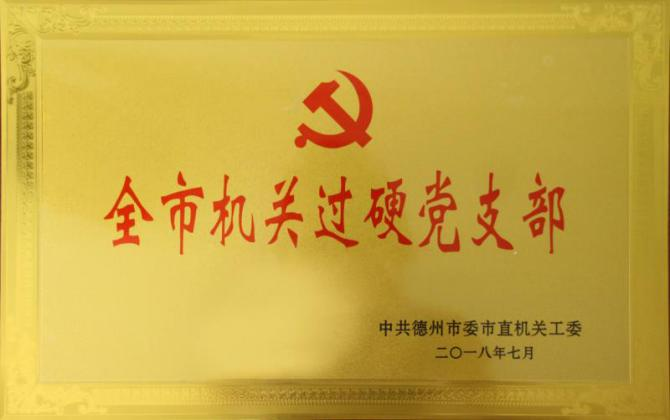 全市机关过硬党支部
中共德州市委市直机关工委
二〇一八年七月